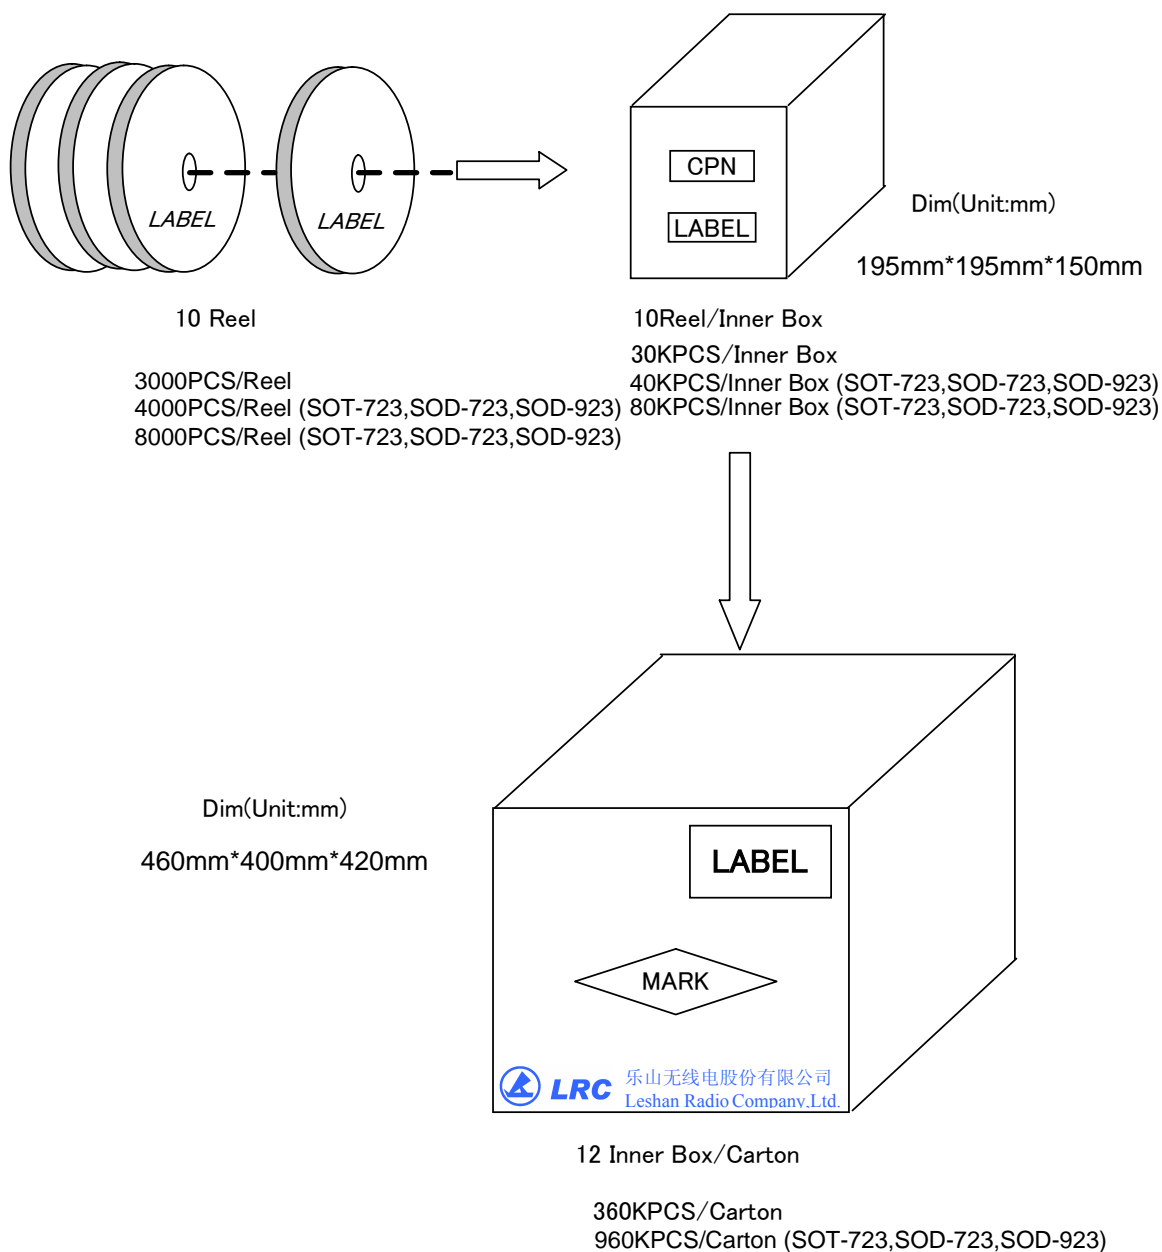 LABEL
LABEL
CPN
LABEL
Dim(Unit:mm)
195mm*195mm*150mm
10 Reel
3000PCS/Reel
4000PCS/Reel (SOT-723,SOD-723,SOD-923)
8000PCS/Reel (SOT-723,SOD-723,SOD-923)
10Reel/Inner Box
30KPCS/Inner Box
40KPCS/Inner Box (SOT-723,SOD-723,SOD-923)
80KPCS/Inner Box (SOT-723,SOD-723,SOD-923)
Dim(Unit:mm)
460mm*400mm*420mm
LABEL
MARK
LRC 乐山无线电股份有限公司
Leshan Radio Company,Ltd.
12 Inner Box/Carton
360KPCS/Carton
960KPCS/Carton (SOT-723,SOD-723,SOD-923)